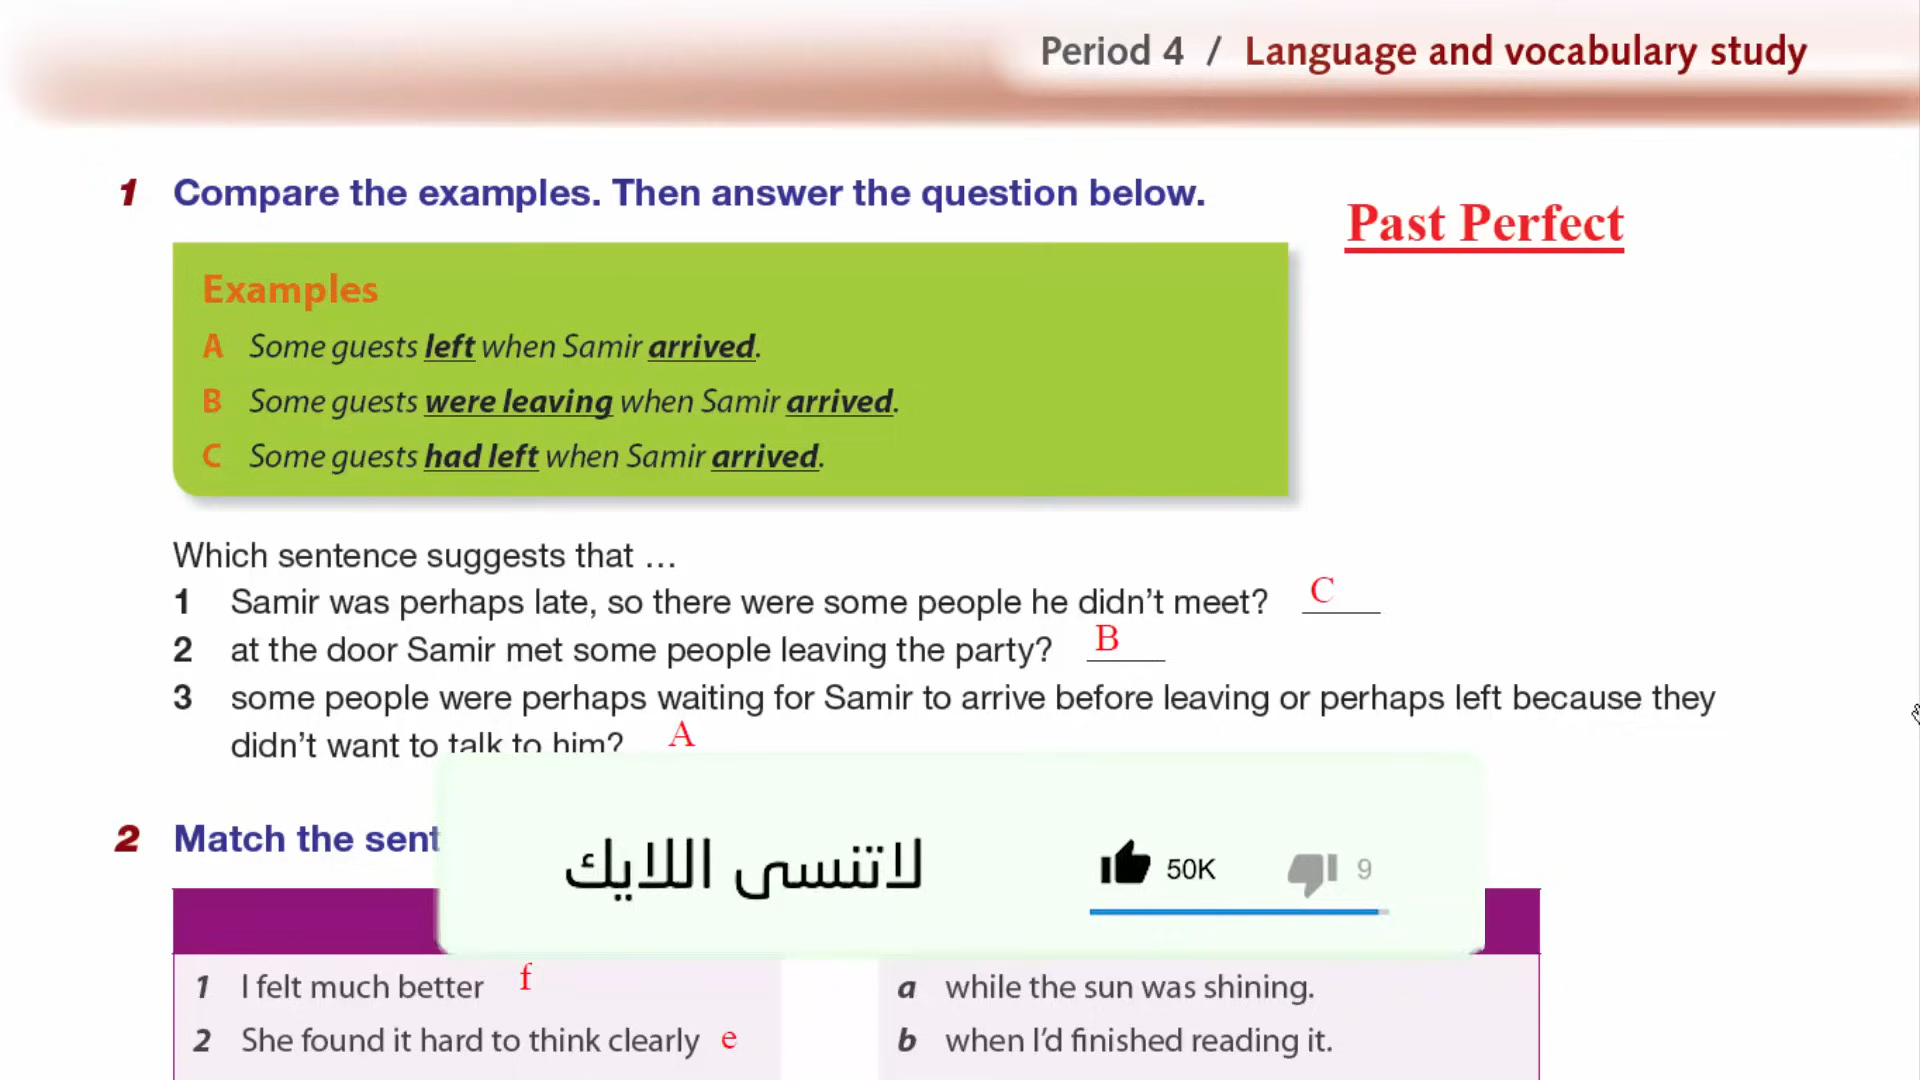 Period 4 / Language and vocabulary study
1 Compare the examples. Then answer the question below.
Past Perfect
Examples
A Some guests left when Samir arrived.
B Some guests were leaving when Samir arrived.
C Some guests had left when Samir arrived.
Which sentence suggests that …
1 Samir was perhaps late, so there were some people he didn't meet? C
2 at the door Samir met some people leaving the party? B
3 some people were perhaps waiting for Samir to arrive before leaving or perhaps left because they
didn't want to talk to him? A
2 Match the sent
لاتنسى اللايك
50K 9
1 I felt much better f
a while the sun was shining.
2 She found it hard to think clearly e
b when I'd finished reading it.